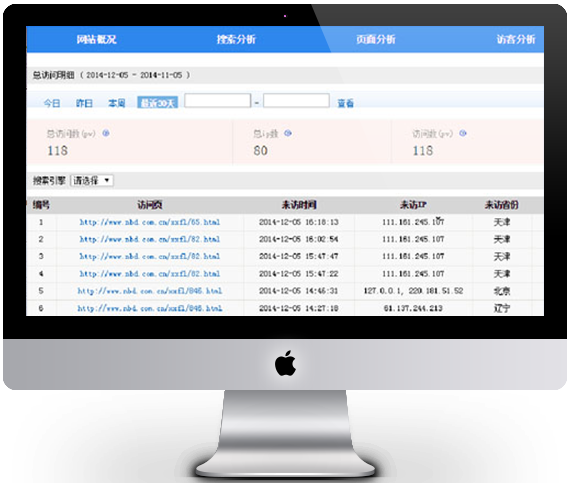 网站概况 搜索分析 页面分析 访客分析
总访问明细 ( 2014-12-05 - 2014-11-05 )
今日 昨日 本周 最近30天 - 查看
总访问数(pv) 总ip数 访问数(pv)
118 80 118
搜索引擎 请选择
编号 访问页 来访时间 来访IP 来访省份
1 http://www.nbd.com.cn/xxfl/65.html 2014-12-05 16:18:13 111.161.245.107 天津
2 http://www.nbd.com.cn/xxfl/82.html 2014-12-05 16:02:54 111.161.245.107 天津
3 http://www.nbd.com.cn/xxfl/82.html 2014-12-05 15:47:47 111.161.245.107 天津
4 http://www.nbd.com.cn/xxfl/82.html 2014-12-05 15:47:22 111.161.245.107 天津
5 http://www.nbd.com.cn/xxfl/846.html 2014-12-05 14:46:31 127.0.0.1, 220.181.51.52 北京
6 http://www.nbd.com.cn/xxfl/846.html 2014-12-05 14:27:18 61.137.244.213 辽宁